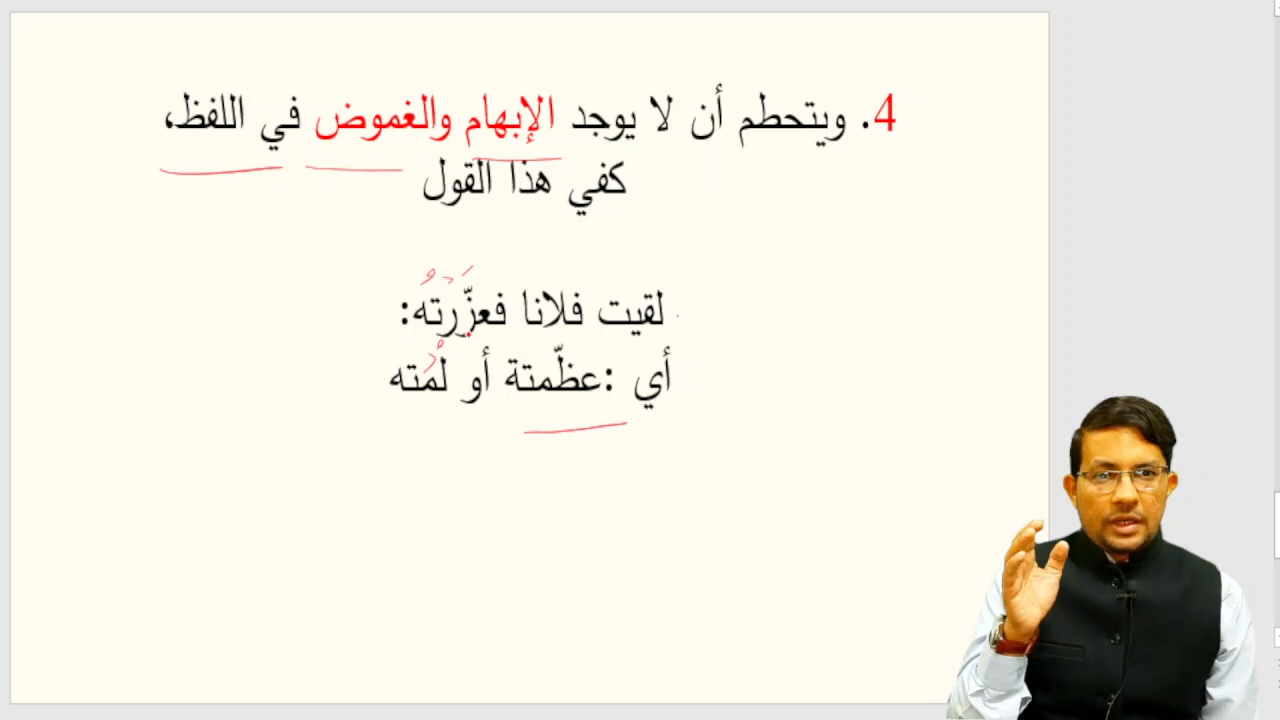 4. ويتحطم أن لا يوجد الإبهام والغموض في اللفظ،
كفي هذا القول
لقيت فلانا فعزّرته:
أي :عظّمتة أو لمته